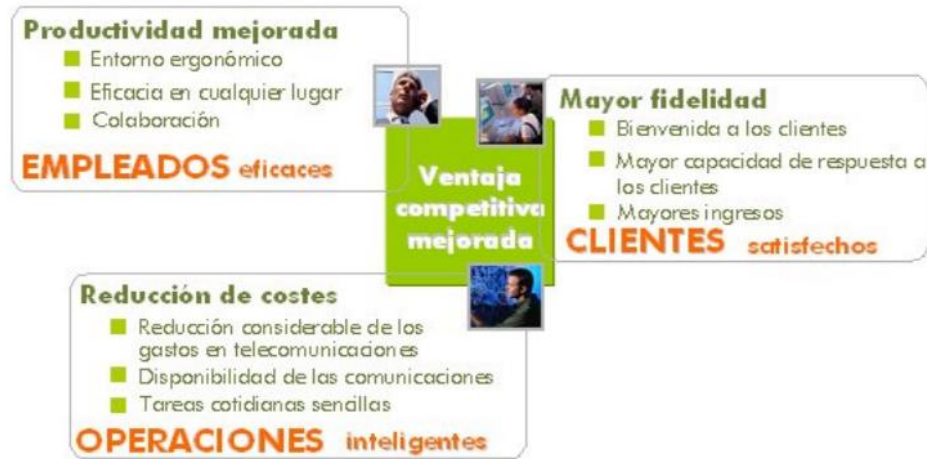 Productividad mejorada
Entorno ergonómico
Eficacia en cualquier lugar
Colaboración
EMPLEADOS eficaces
Ventaja
competitiva
mejorada
Mayor fidelidad
Bienvenida a los clientes
Mayor capacidad de respuesta a
los clientes
Mayores ingresos
CLIENTES satisfechos
Reducción de costes
Reducción considerable de los
gastos en telecomunicaciones
Disponibilidad de las comunicaciones
Tareas cotidianas sencillas
OPERACIONES inteligentes